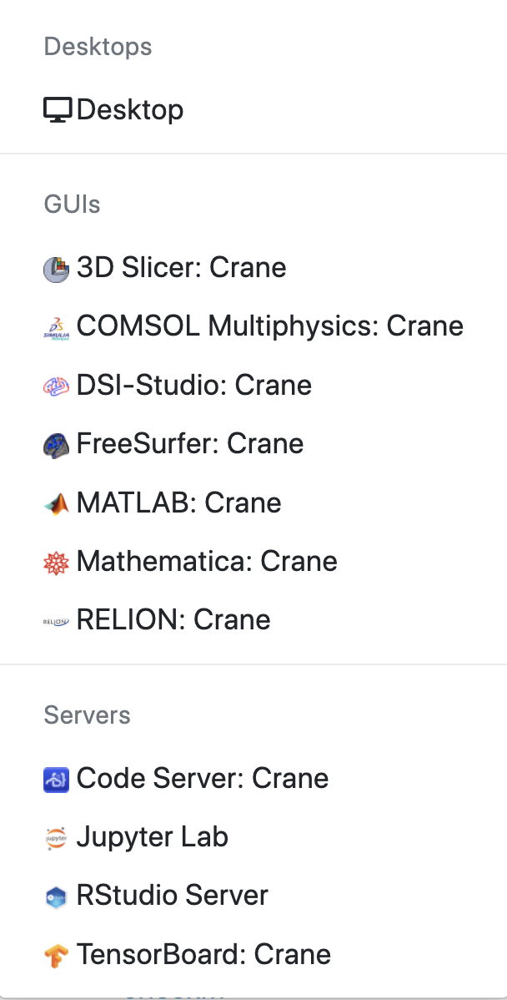 Desktops
Desktop
GUIs
3D Slicer: Crane
COMSOL Multiphysics: Crane
DSI-Studio: Crane
FreeSurfer: Crane
MATLAB: Crane
Mathematica: Crane
RELION: Crane
Servers
Code Server: Crane
Jupyter Lab
RStudio Server
TensorBoard: Crane